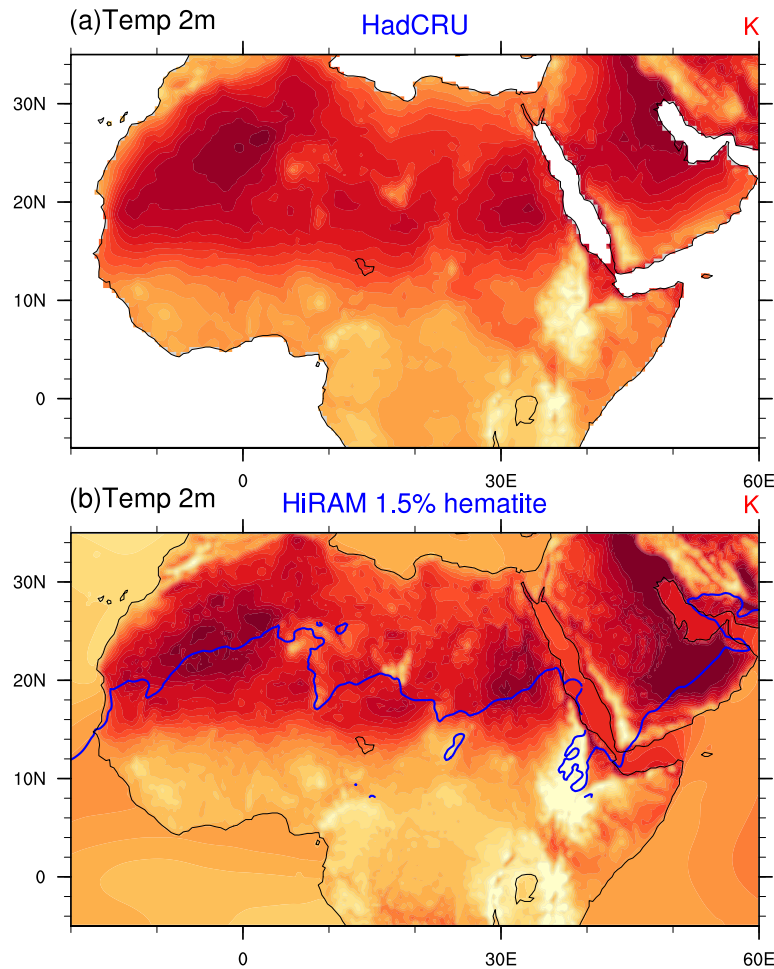 (a)Temp 2m HadCRU K
30N
20N
10N
0
0 30E 60E
(b)Temp 2m HiRAM 1.5% hematite K
30N
20N
10N
0
0 30E 60E